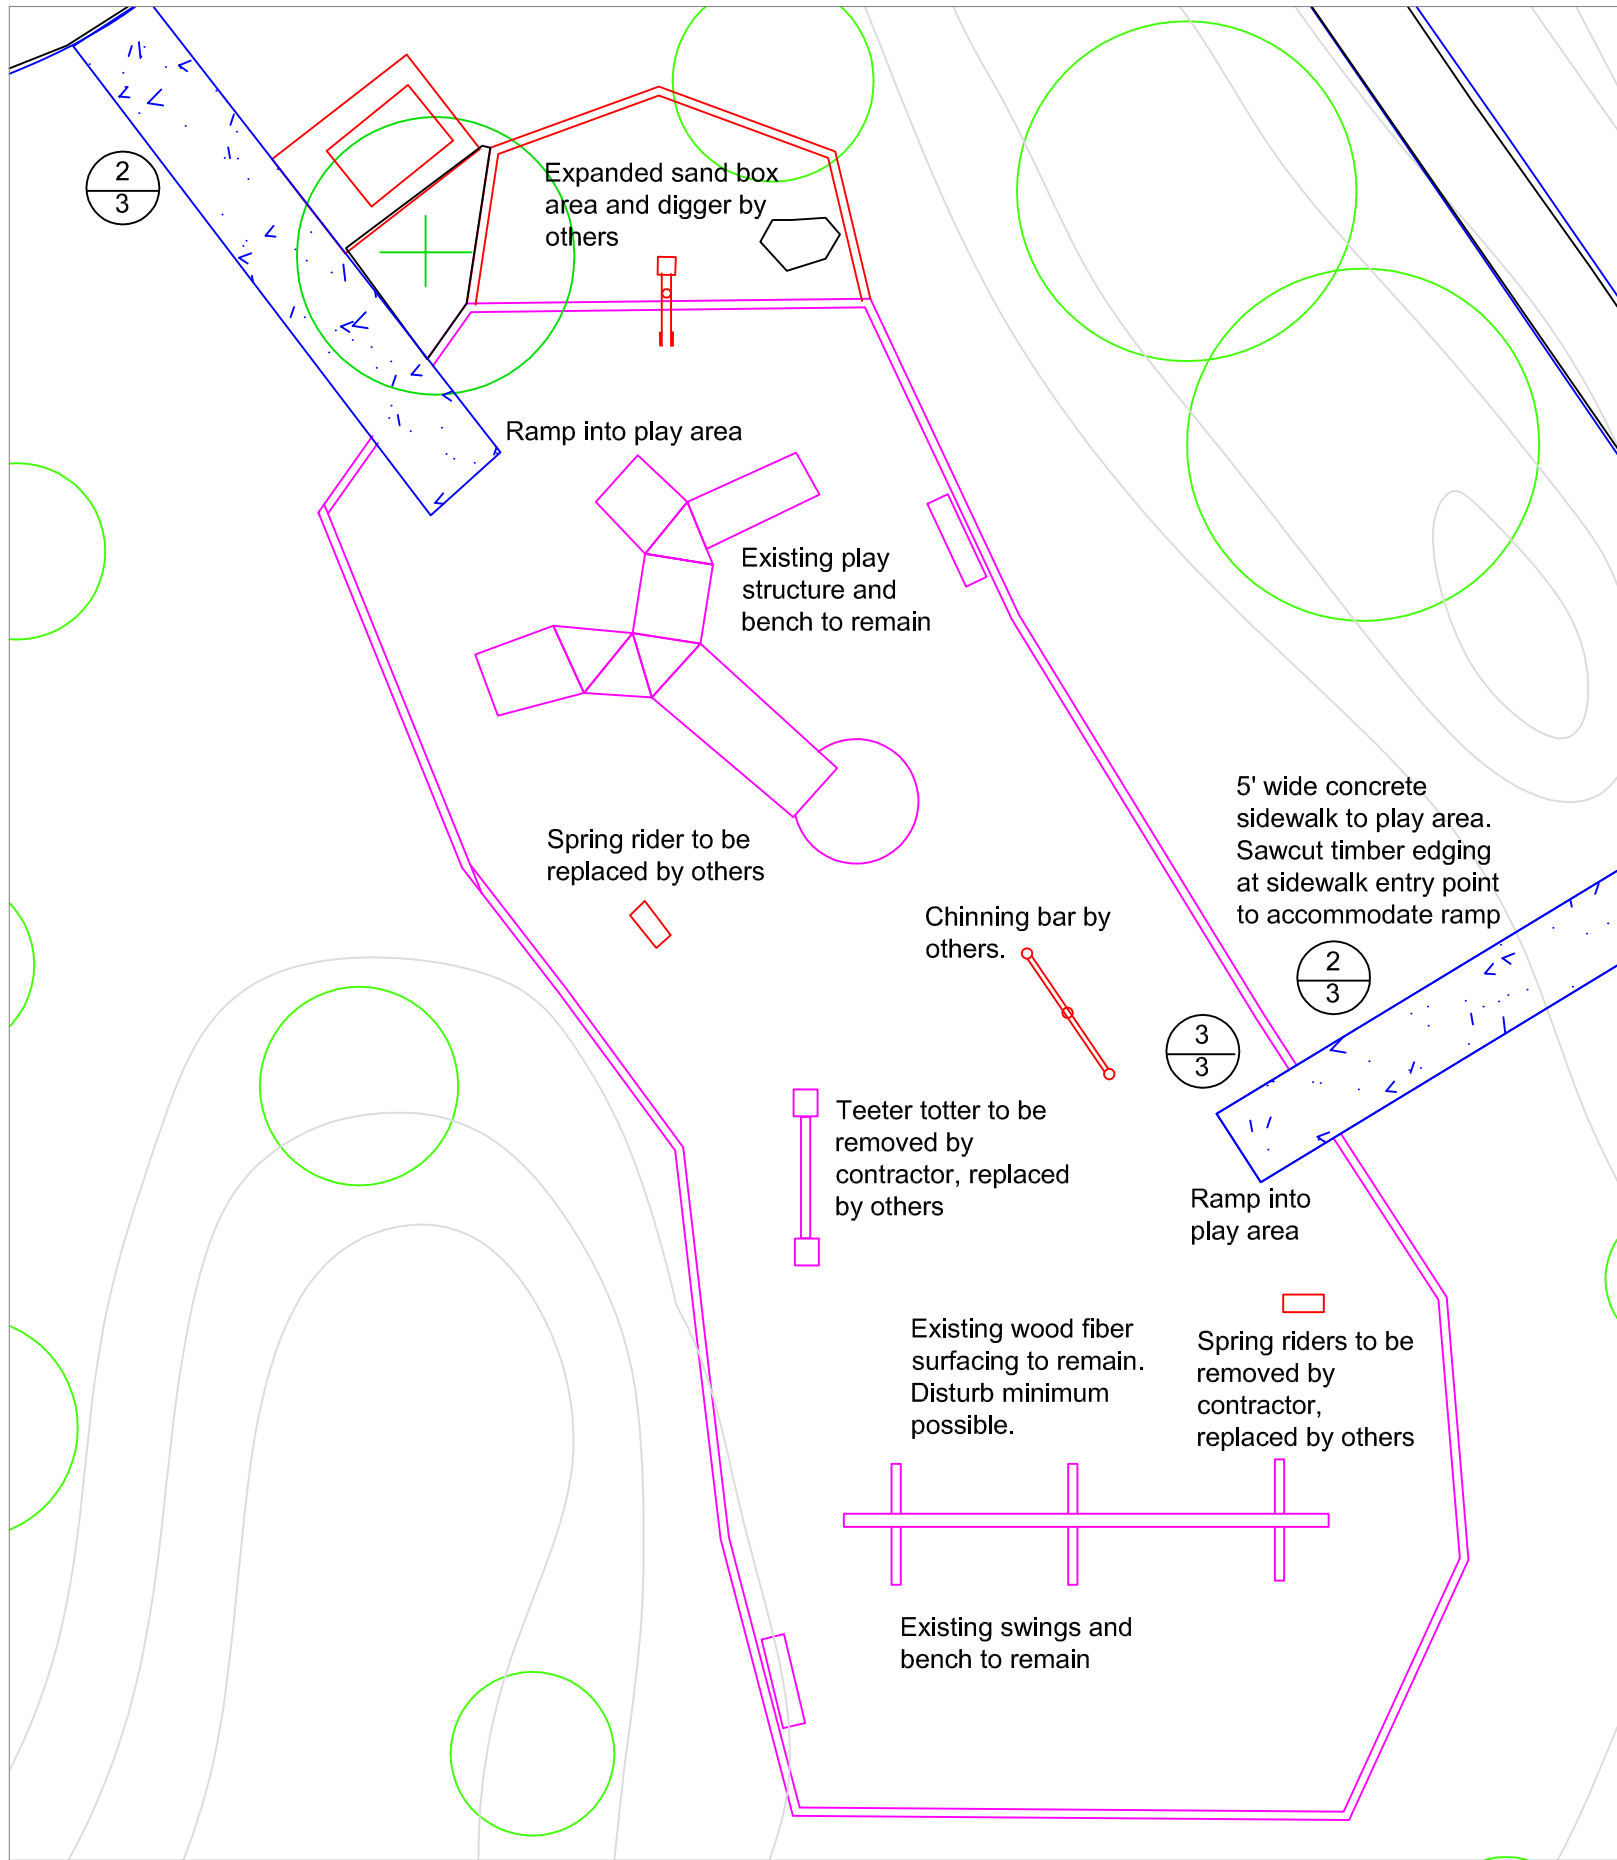 2
3
Expanded sand box
area and digger by
others
Ramp into play area
Existing play
structure and
bench to remain
5' wide concrete
sidewalk to play area.
Sawcut timber edging
at sidewalk entry point
to accommodate ramp
Spring rider to be
replaced by others
Chinning bar by
others.
2
3
3
3
Teeter totter to be
removed by
contractor, replaced
by others
Ramp into
play area
Existing wood fiber
surfacing to remain.
Disturb minimum
possible.
Spring riders to be
removed by
contractor,
replaced by others
Existing swings and
bench to remain